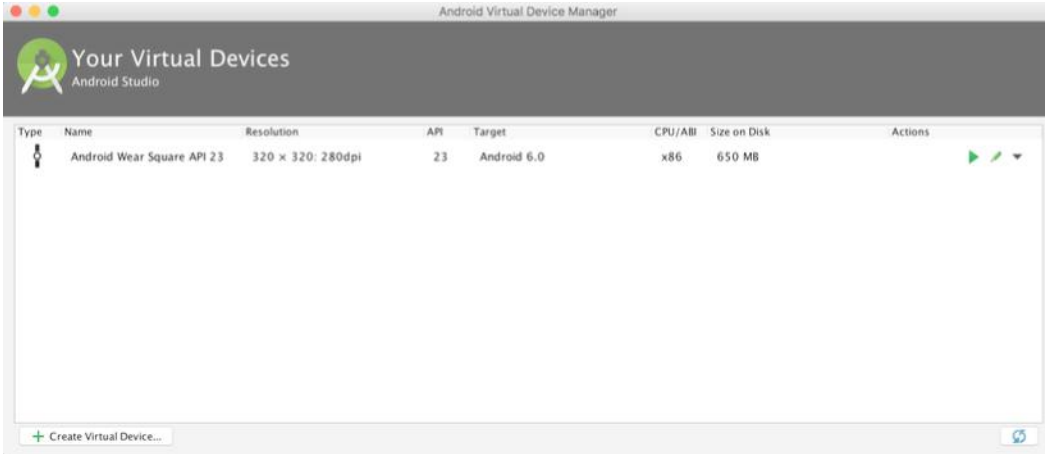 Android Virtual Device Manager
Your Virtual Devices
Android Studio
Type Name Resolution API Target CPU/ABI Size on Disk Actions
Android Wear Square API 23 320 × 320: 280dpi 23 Android 6.0 x86 650 MB
Create Virtual Device...